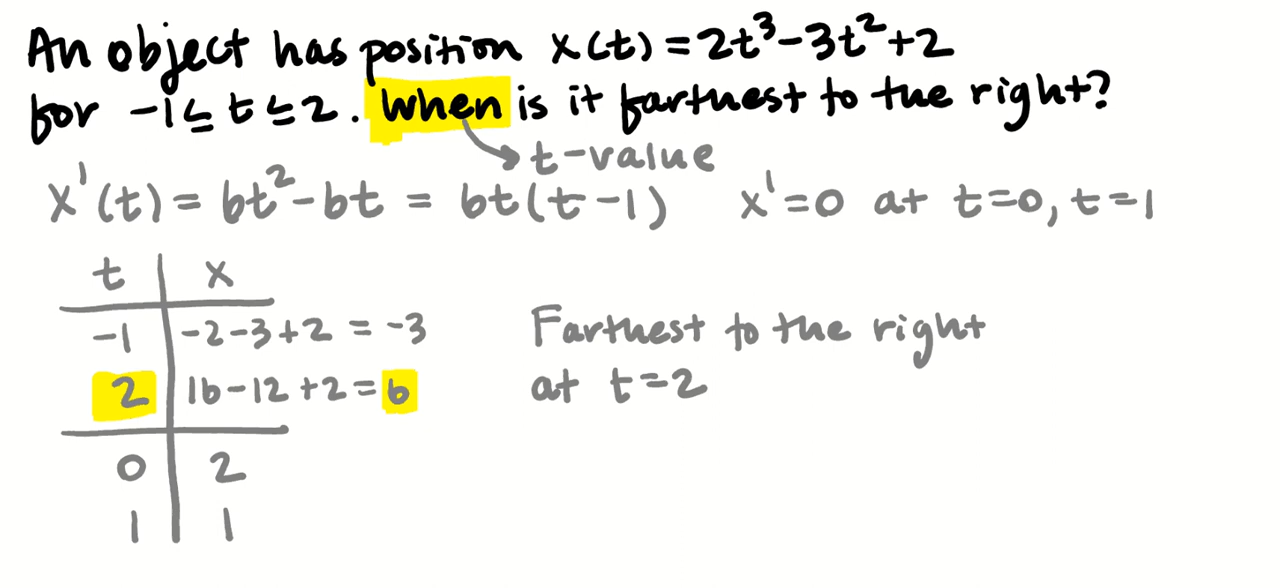 An object has position x(t) = 2t³-3t²+2
for -1 ≤ t ≤ 2. When is it farthest to the right?
t-value
x'(t) = 6t²-6t = 6t(t-1) x'=0 at t=0, t=1
t x
-1 -2-3+2 = -3
2 16-12+2 = 6
0 2
1 1
Farthest to the right
at t=2